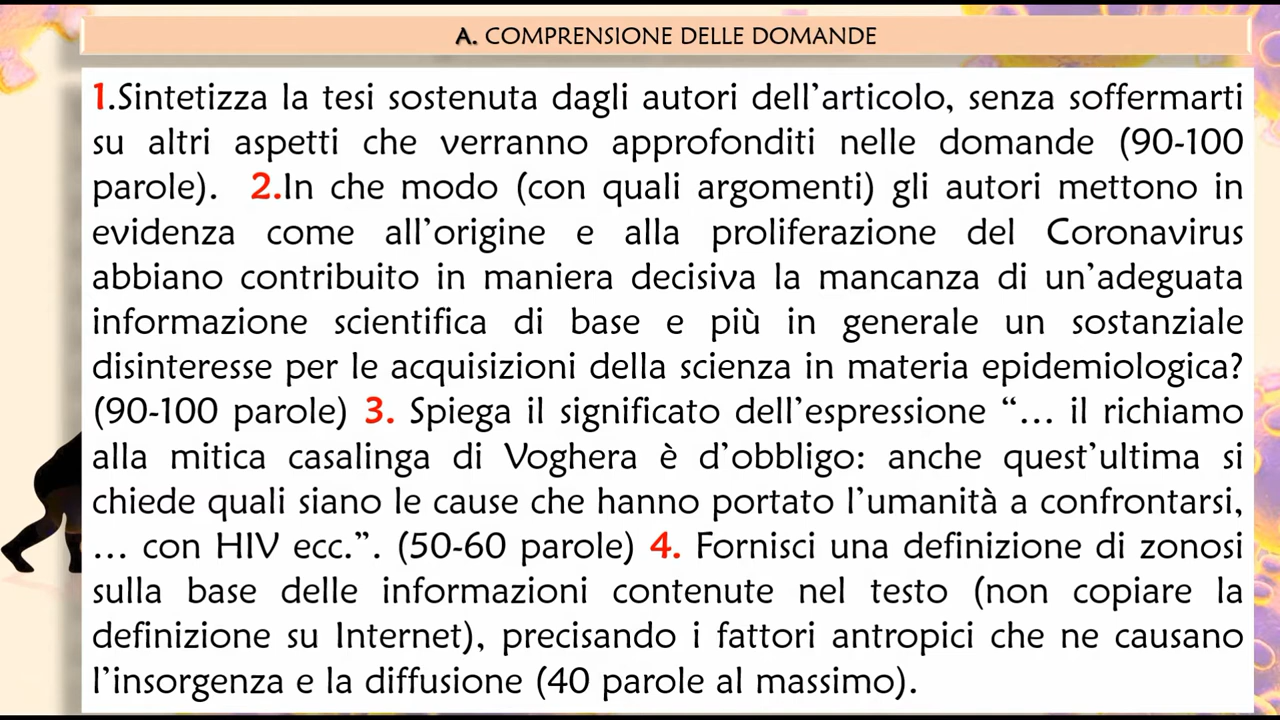 A. COMPRENSIONE DELLE DOMANDE
1.Sintetizza la tesi sostenuta dagli autori dell’articolo, senza soffermarti
su altri aspetti che verranno approfonditi nelle domande (90-100
parole). 2.In che modo (con quali argomenti) gli autori mettono in
evidenza come all’origine e alla proliferazione del Coronavirus
abbiano contribuito in maniera decisiva la mancanza di un’adeguata
informazione scientifica di base e più in generale un sostanziale
disinteresse per le acquisizioni della scienza in materia epidemiologica?
(90-100 parole) 3. Spiega il significato dell’espressione “… il richiamo
alla mitica casalinga di Voghera è d’obbligo: anche quest’ultima si
chiede quali siano le cause che hanno portato l’umanità a confrontarsi,
… con HIV ecc.”. (50-60 parole) 4. Fornisci una definizione di zonosi
sulla base delle informazioni contenute nel testo (non copiare la
definizione su Internet), precisando i fattori antropici che ne causano
l’insorgenza e la diffusione (40 parole al massimo).